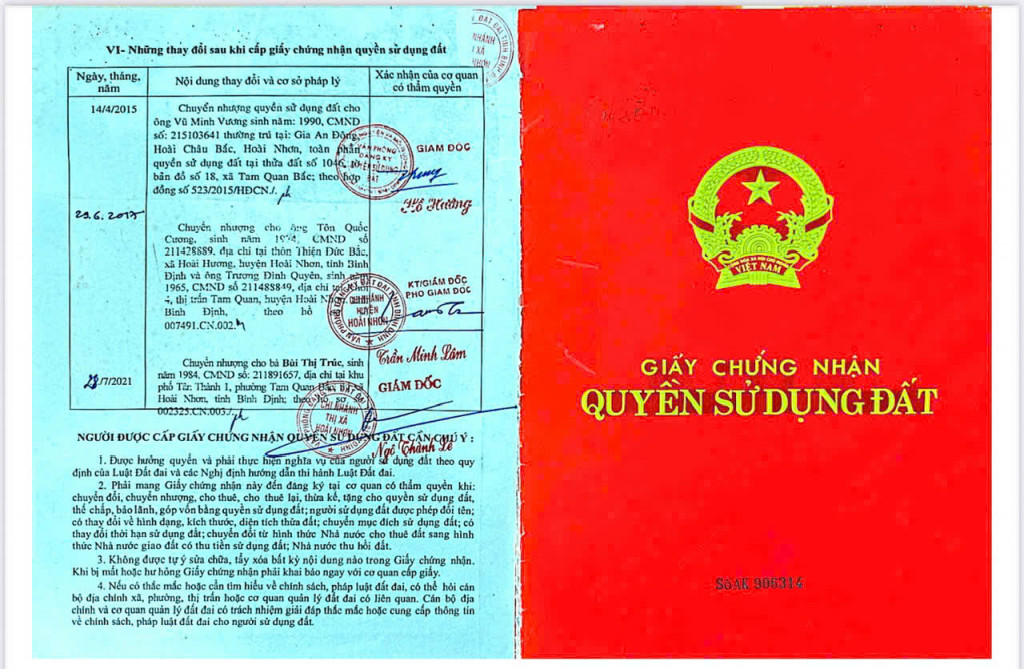 VI- Những thay đổi sau khi cấp giấy chứng nhận quyền sử dụng đất
Ngày, tháng, năm
Nội dung thay đổi và cơ sở pháp lý
Xác nhận của cơ quan có thẩm quyền
14/4/2015
Chuyển nhượng quyền sử dụng đất cho
ông Vũ Minh Vương sinh năm: 1990, CMND
số: 215103641 thường trú tại: Gia An Đông,
Hoài Châu Bắc, Hoài Nhơn, toàn phần
quyền sử dụng đất tại thửa đất số 1046, tờ
bản đồ số 18, xã Tam Quan Bắc; theo hợp
đồng số 523/2015/HĐCN./.
GIÁM ĐỐC
Hồ Hường
29.6.2017
Chuyển nhượng cho ông Tôn Quốc
Cương, sinh năm CMND số
211428889, địa chỉ tại thôn Thiện Đức Bắc,
xã Hoài Hương, huyện Hoài Nhơn, tỉnh Bình
Định và ông Trương Đình Quyên, sinh năm
1965, CMND số 211488849, địa chỉ tại
4, thị trấn Tam Quan, huyện Hoài Nhơn
Bình Định, theo hồ
007491.CN.002.
KT/GIÁM ĐỐC
PHÓ GIÁM ĐỐC
Trần Minh Lâm
/7/2021
Chuyển nhượng cho bà Bùi Thị Trúc, sinh
năm 1984, CMND số: 211891657, địa chỉ tại khu
phố Tân Thành 1, phường Tam Quan Bắc, thị xã
Hoài Nhơn, tỉnh Bình Định; theo hồ sơ
002325.CN.005./.
GIÁM ĐỐC
Ngô Thành Lê
CHI NHÁNH
HUYỆN
HOÀI NHƠN
CHI NHÁNH
THỊ XÃ
HOÀI NHƠN
NGƯỜI ĐƯỢC CẤP GIẤY CHỨNG NHẬN QUYỀN SỬ DỤNG ĐẤT CẦN CHÚ Ý :
1. Được hưởng quyền và phải thực hiện nghĩa vụ của người sử dụng đất theo quy
định của Luật Đất đai và các Nghị định hướng dẫn thi hành Luật Đất đai.
2. Phải mang Giấy chứng nhận này đến đăng ký tại cơ quan có thẩm quyền khi:
chuyển đổi, chuyển nhượng, cho thuê, cho thuê lại, thừa kế, tặng cho quyền sử dụng đất,
thế chấp, bảo lãnh, góp vốn bằng quyền sử dụng đất; người sử dụng đất được phép đổi tên;
có thay đổi về hình dạng, kích thước, diện tích thửa đất; chuyển mục đích sử dụng đất; có
thay đổi thời hạn sử dụng đất; chuyển đổi từ hình thức Nhà nước cho thuê đất sang hình
thức Nhà nước giao đất có thu tiền sử dụng đất; Nhà nước thu hồi đất.
3. Không được tự ý sửa chữa, tẩy xóa bất kỳ nội dung nào trong Giấy chứng nhận.
Khi bị mất hoặc hư hỏng Giấy chứng nhận phải khai báo ngay với cơ quan cấp giấy.
4. Nếu có thắc mắc hoặc cần tìm hiểu về chính sách, pháp luật đất đai, có thể hỏi cán
bộ địa chính xã, phường, thị trấn hoặc cơ quan quản lý đất đai có liên quan. Cán bộ địa
chính và cơ quan quản lý đất đai có trách nhiệm giải đáp thắc mắc hoặc cung cấp thông tin
về chính sách, pháp luật đất đai cho người sử dụng đất.
VIỆT NAM
GIẤY CHỨNG NHẬN
QUYỀN SỬ DỤNG ĐẤT
Số AK 906314